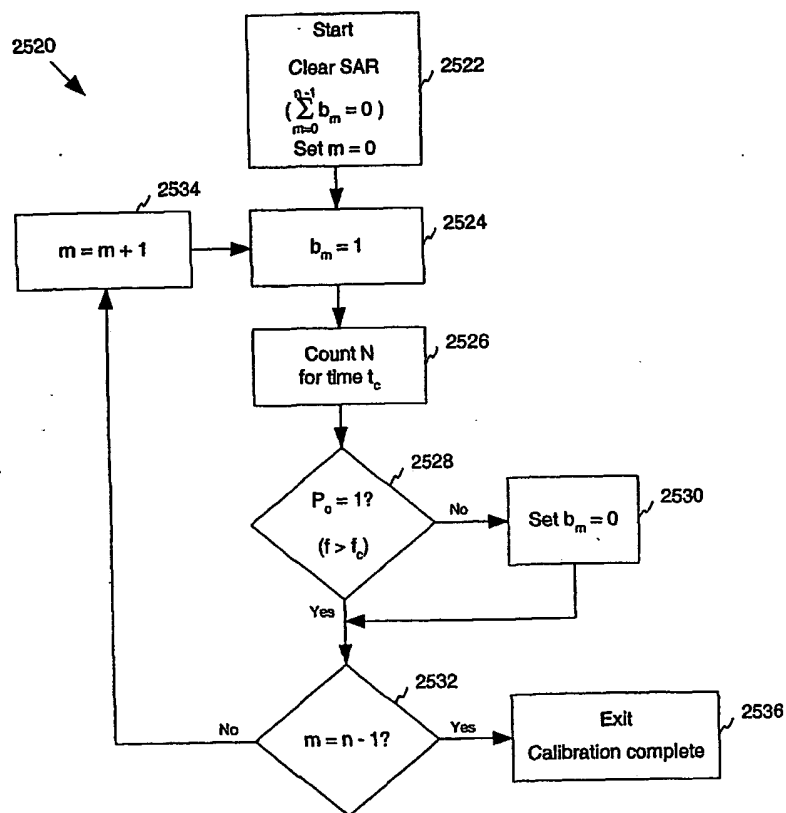 2520
Start
Clear SAR
( n-1 ∑ m=0 b_m = 0 )
Set m = 0
2522
2534
m = m + 1
b_m = 1
2524
Count N
for time t_c
2526
2528
P_o = 1?
(f > f_c)
No
2530
Set b_m = 0
Yes
2532
m = n - 1?
No
Yes
Exit
Calibration complete
2536